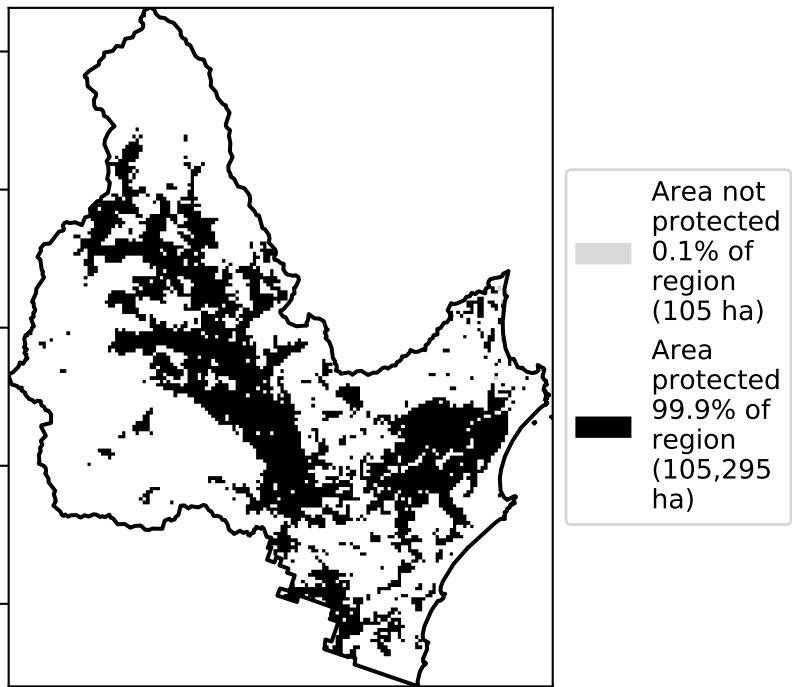 Area not
protected
0.1% of
region
(105 ha)
Area
protected
99.9% of
region
(105,295
ha)